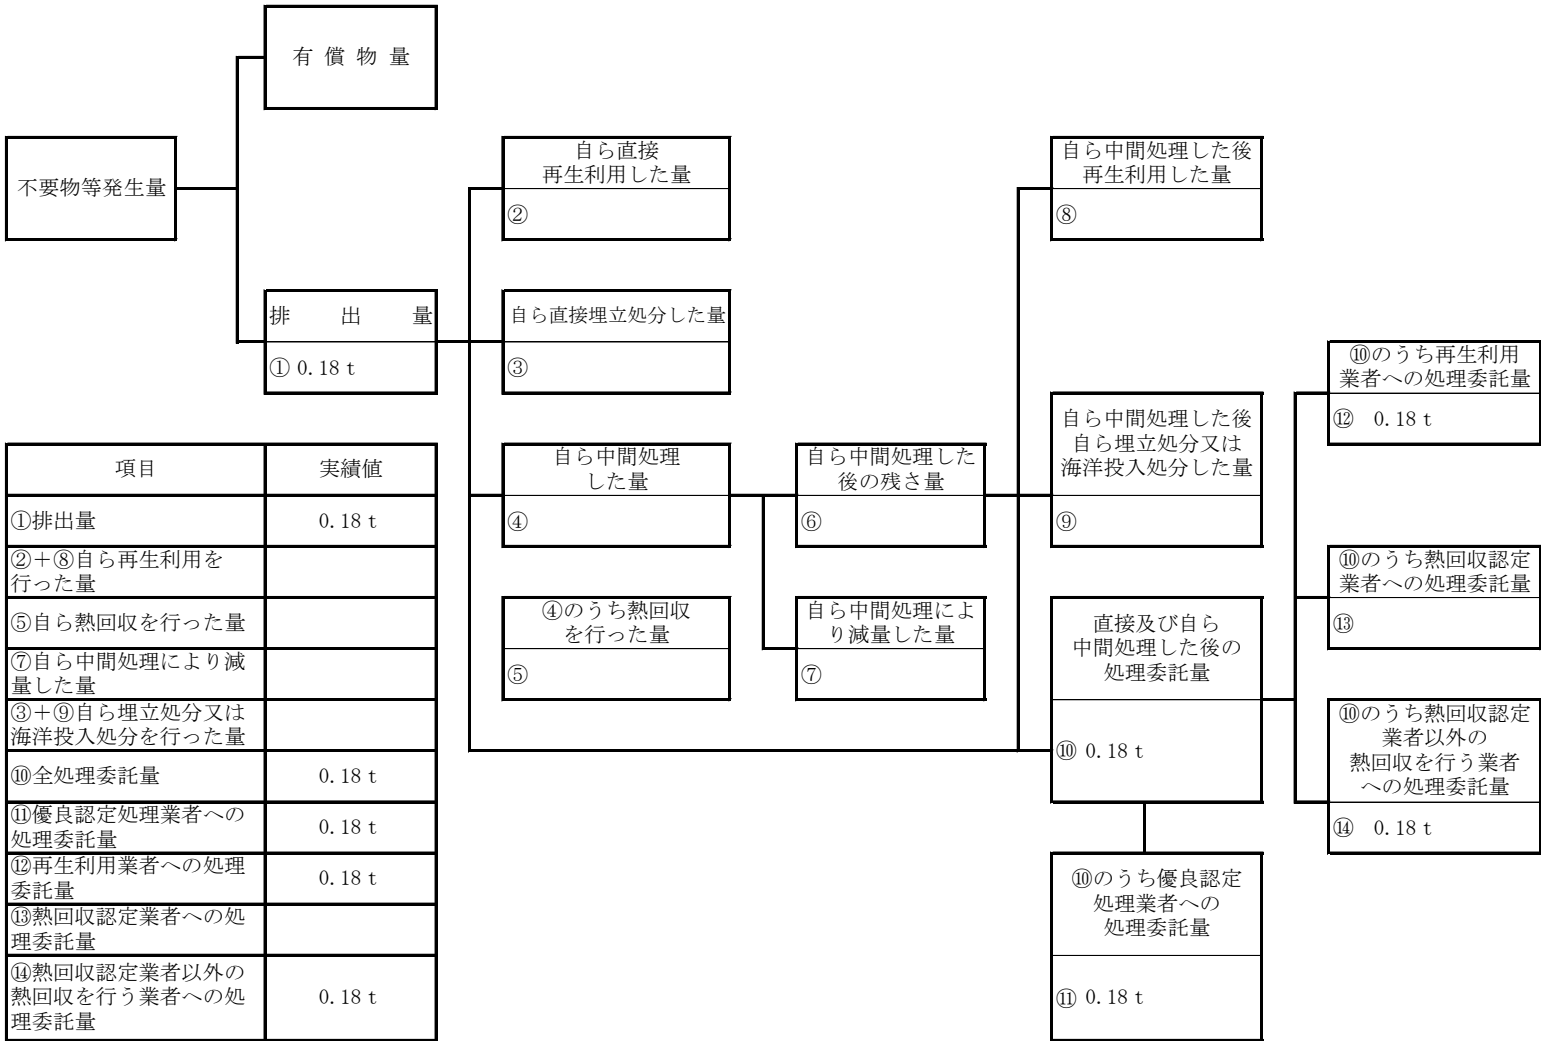 有償物量
不要物等発生量
自ら直接
再生利用した量
②
自ら中間処理した後
再生利用した量
⑧
排出量
① 0.18 t
自ら直接埋立処分した量
③
⑩のうち再生利用
業者への処理委託量
⑫ 0.18 t
自ら中間処理した後
自ら埋立処分又は
海洋投入処分した量
⑨
自ら中間処理
した量
④
自ら中間処理した
後の残さ量
⑥
⑩のうち熱回収認定
業者への処理委託量
⑬
④のうち熱回収
を行った量
⑤
自ら中間処理によ
り減量した量
⑦
直接及び自ら
中間処理した後の
処理委託量
⑩ 0.18 t
⑩のうち熱回収認定
業者以外の
熱回収を行う業者
への処理委託量
⑭ 0.18 t
⑩のうち優良認定
処理業者への
処理委託量
⑪ 0.18 t
項目 実績値
①排出量 0.18 t
②+⑧自ら再生利用を
行った量
⑤自ら熱回収を行った量
⑦自ら中間処理により減
量した量
③+⑨自ら埋立処分又は
海洋投入処分を行った量
⑩全処理委託量 0.18 t
⑪優良認定処理業者への
処理委託量 0.18 t
⑫再生利用業者への処理
委託量 0.18 t
⑬熱回収認定業者への処
理委託量
⑭熱回収認定業者以外の
熱回収を行う業者への処
理委託量 0.18 t